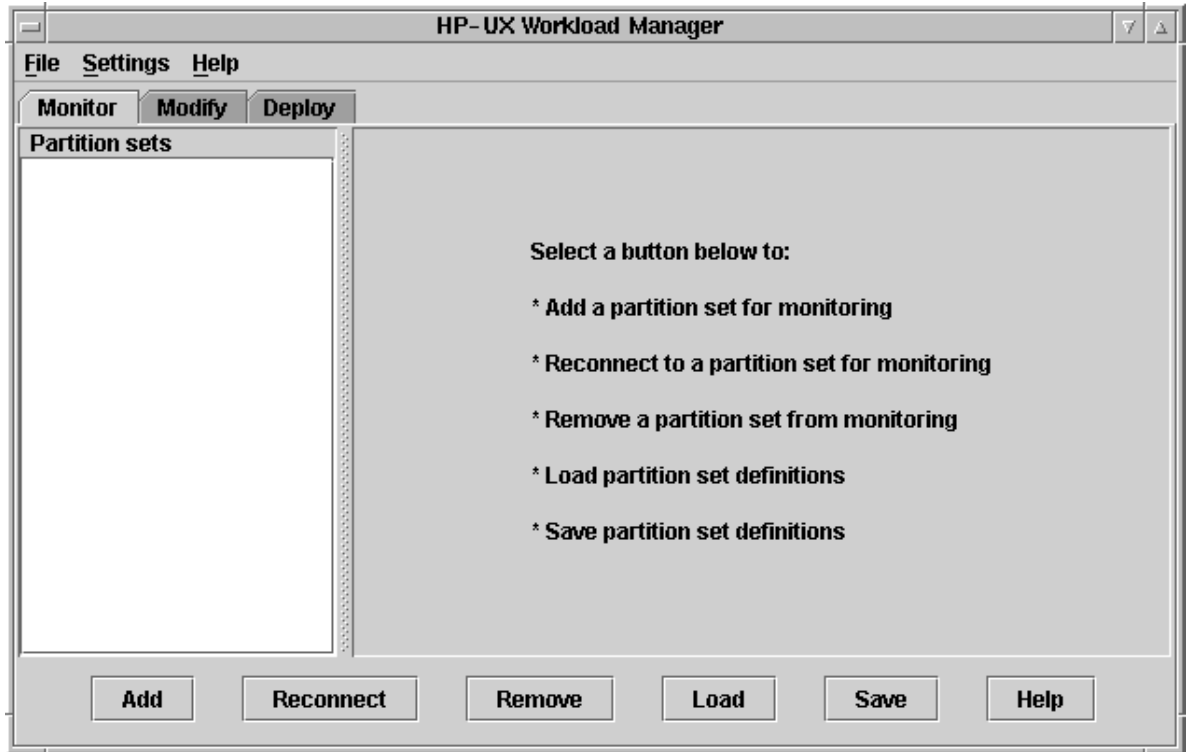 HP-UX Workload Manager
File Settings Help
Monitor Modify Deploy
Partition sets
Select a button below to:
* Add a partition set for monitoring
* Reconnect to a partition set for monitoring
* Remove a partition set from monitoring
* Load partition set definitions
* Save partition set definitions
Add Reconnect Remove Load Save Help